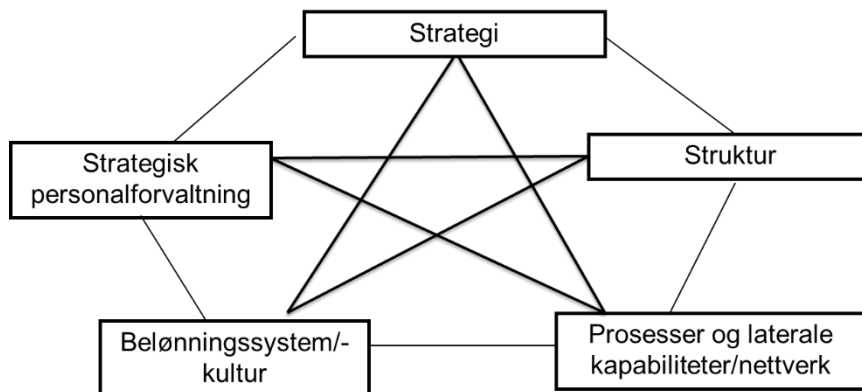 Strategi
Strategisk
personalforvaltning
Struktur
Belønningssystem/-
kultur
Prosesser og laterale
kapabiliteter/nettverk